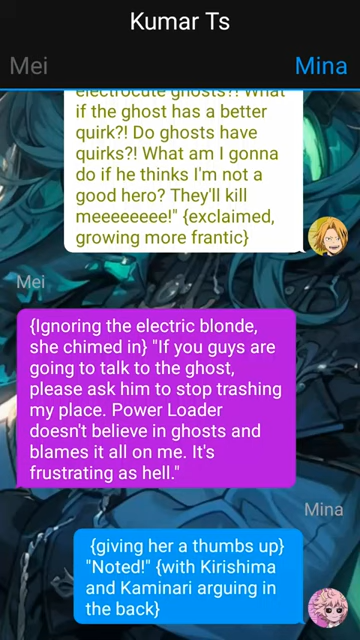 Kumar Ts
Mei
Mina
electrocute ghosts?! What
if the ghost has a better
quirk?! Do ghosts have
quirks?! What am I gonna
do if he thinks I'm not a
good hero? They'll kill
meeeeeeee!" {exclaimed,
growing more frantic}
Mei
{Ignoring the electric blonde,
she chimed in} "If you guys are
going to talk to the ghost,
please ask him to stop trashing
my place. Power Loader
doesn't believe in ghosts and
blames it all on me. It's
frustrating as hell."
Mina
{giving her a thumbs up}
"Noted!" {with Kirishima
and Kaminari arguing in
the back}